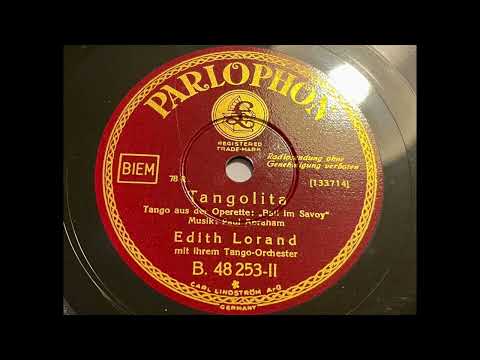 PARLOPHON
REGISTERED
TRADE-MARK
BIEM
Radiosendung ohne
Genehmigung verboten
78 R
[133714]
Tangolita
Tango aus der Operette: „Ball im Savoy"
Musik: Paul Abraham
Edith Lorand
mit ihrem Tango-Orchester
B. 48 253-II
CARL LINDSTRÖM A.G.
GERMANY